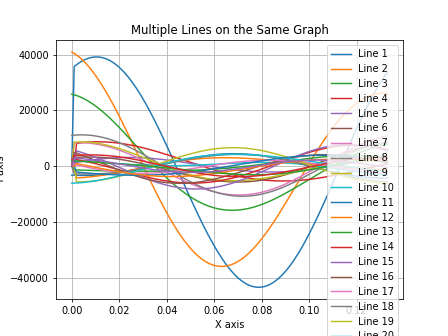 Multiple Lines on the Same Graph
40000
20000
0
−20000
−40000
axis
0.00
0.02
0.04
0.06
0.08
0.10
X axis
Line 1
Line 2
Line 3
Line 4
Line 5
Line 6
Line 7
Line 8
Line 9
Line 10
Line 11
Line 12
Line 13
Line 14
Line 15
Line 16
Line 17
Line 18
Line 19
Line 20